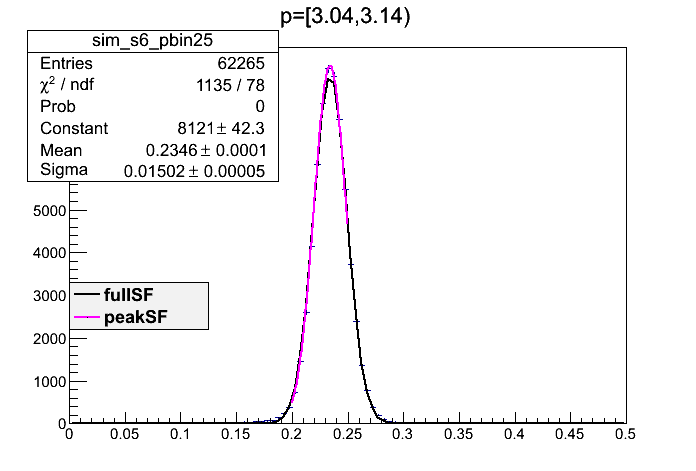 p=[3.04,3.14)
sim_s6_pbin25
Entries 62265
χ² / ndf 1135 / 78
Prob 0
Constant 8121 ± 42.3
Mean 0.2346 ± 0.0001
Sigma 0.01502 ± 0.00005
5000
4000
3000
fullSF
peakSF
2000
1000
0
0 0.05 0.1 0.15 0.2 0.25 0.3 0.35 0.4 0.45 0.5